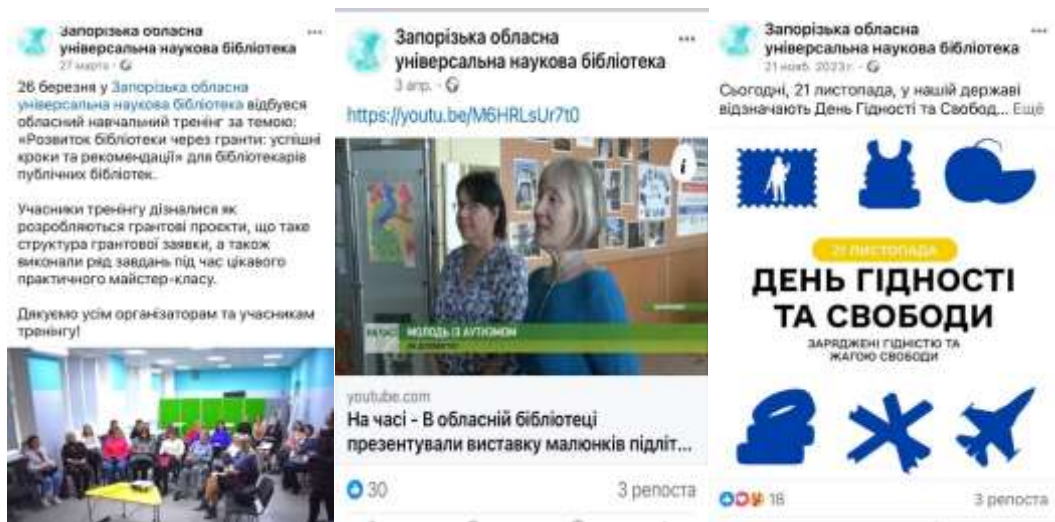 Запорізька обласна
універсальна наукова бібліотека
27 марта
26 березня у Запорізька обласна
універсальна наукова бібліотека відбувся
обласний навчальний тренінг за темою:
«Розвиток бібліотеки через гранти: успішні
кроки та рекомендації» для бібліотекарів
публічних бібліотек.
Учасники тренінгу дізналися як
розробляються грантові проєкти, що таке
структура грантової заявки, а також
виконали ряд завдань під час цікавого
практичного майстер-класу.
Дякуємо усім організаторам та учасникам
тренінгу!
Запорізька обласна
універсальна наукова бібліотека
3 апр.
https://youtu.be/M6HRLsUr7t0
НА ЧАСІ
МОЛОДЬ ІЗ АУТИЗМОМ
youtube.com
На часі - В обласній бібліотеці
презентували виставку малюнків підліт...
30
3 репоста
Запорізька обласна
універсальна наукова бібліотека
21 нояб. 2023 г.
Сьогодні, 21 листопада, у нашій державі
відзначають День Гідності та Свобод... Ещё
21 ЛИСТОПАДА
ДЕНЬ ГІДНОСТІ
ТА СВОБОДИ
ЗАРЯДЖЕНІ ГІДНІСТЮ ТА
ЖАГОЮ СВОБОДИ
18
3 репоста